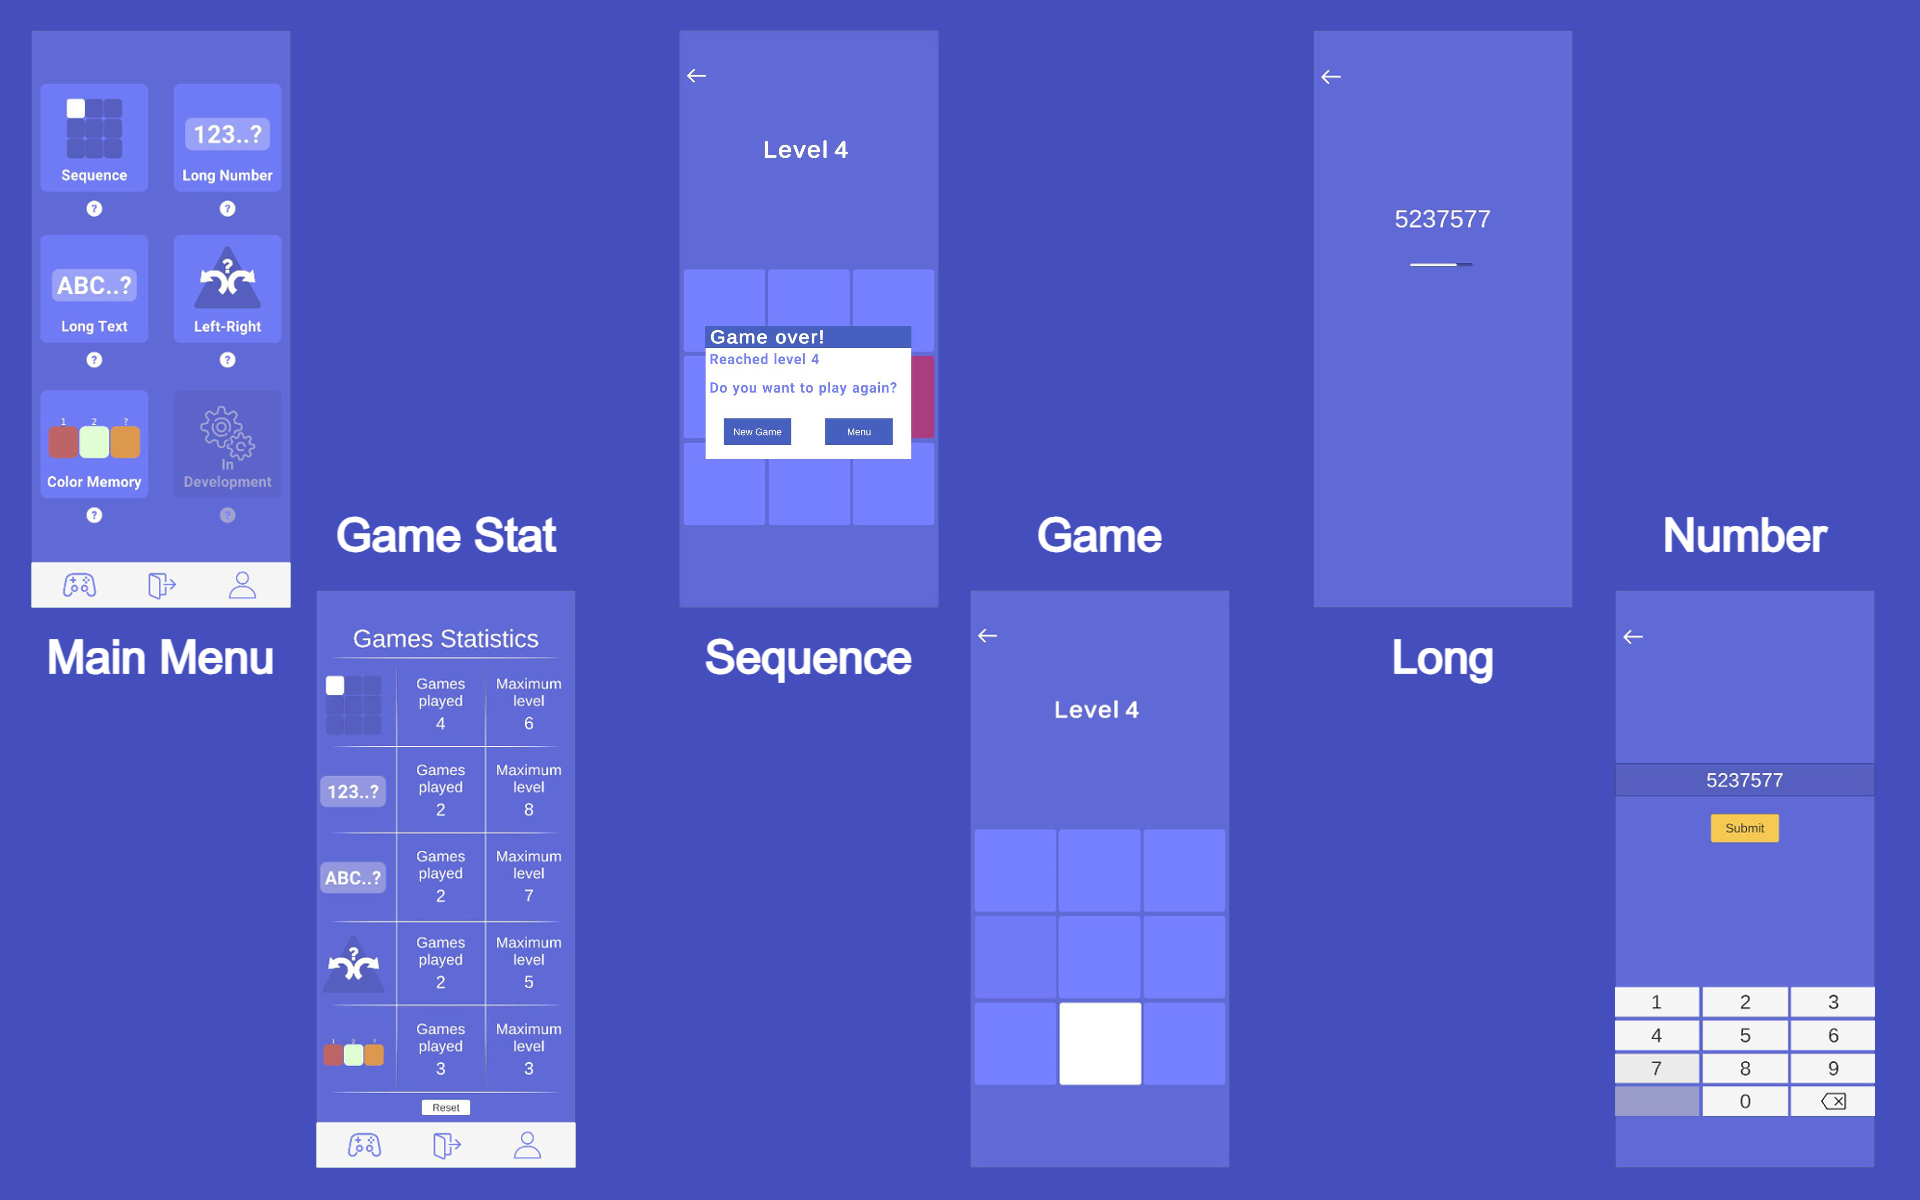 123..?
Sequence
Long Number
?
?
ABC..?
?
Long Text
Left-Right
?
?
1 2 ?
In
Color Memory
Development
?
?
Main Menu
Game Stat
Games Statistics
Games
played
4
Maximum
level
6
123..?
Games
played
2
Maximum
level
8
ABC..?
Games
played
2
Maximum
level
7
?
Games
played
2
Maximum
level
5
1 2 ?
Games
played
3
Maximum
level
3
Reset
Level 4
Game over!
Reached level 4
Do you want to play again?
New Game
Menu
Sequence
Game
Level 4
5237577
Long
Number
5237577
Submit
1 2 3
4 5 6
7 8 9
0